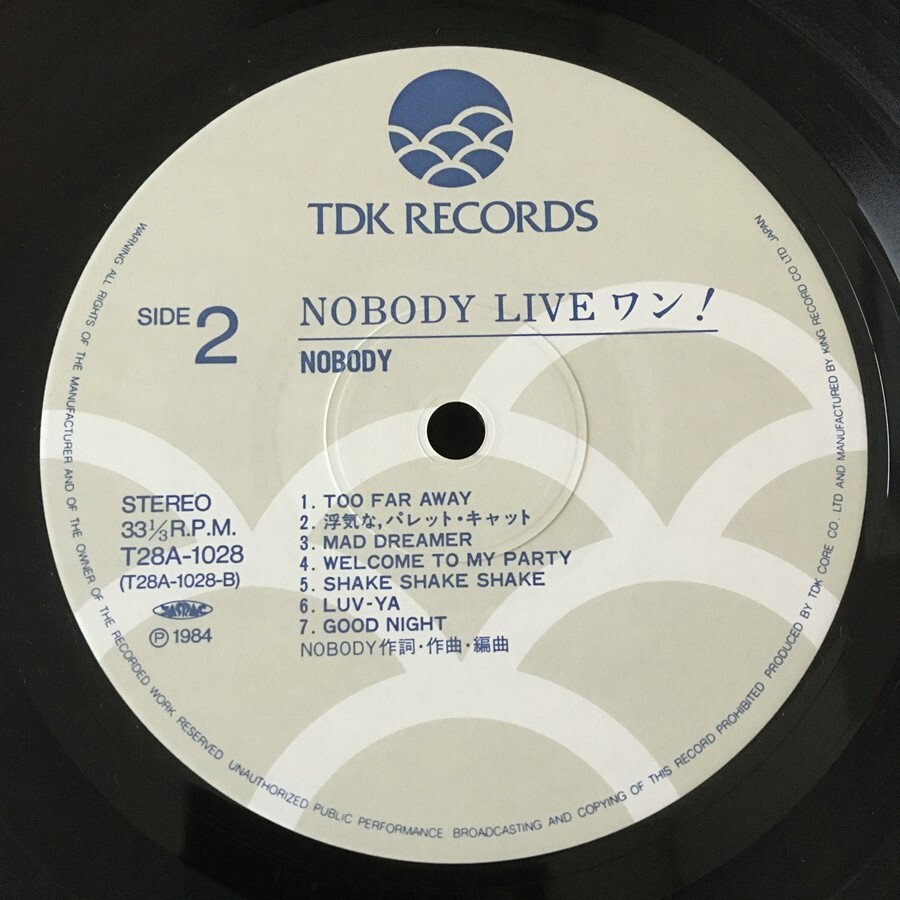 TDK RECORDS
SIDE 2
NOBODY LIVE ワン!
NOBODY
STEREO
33 1/3 R.P.M.
T28A-1028
(T28A-1028-B)
JASRAC
℗ 1984
1. TOO FAR AWAY
2. 浮気な,パレット・キャット
3. MAD DREAMER
4. WELCOME TO MY PARTY
5. SHAKE SHAKE SHAKE
6. LUV-YA
7. GOOD NIGHT
NOBODY作詞・作曲・編曲
WARNING ALL RIGHTS OF THE MANUFACTURER AND OF THE OWNER OF THE RECORDED WORK RESERVED UNAUTHORIZED PUBLIC PERFORMANCE BROADCASTING AND COPYING OF THIS RECORD PROHIBITED PRODUCED BY TDK CORE CO. LTD AND MANUFACTURED BY KING RECORD CO LTD JAPAN